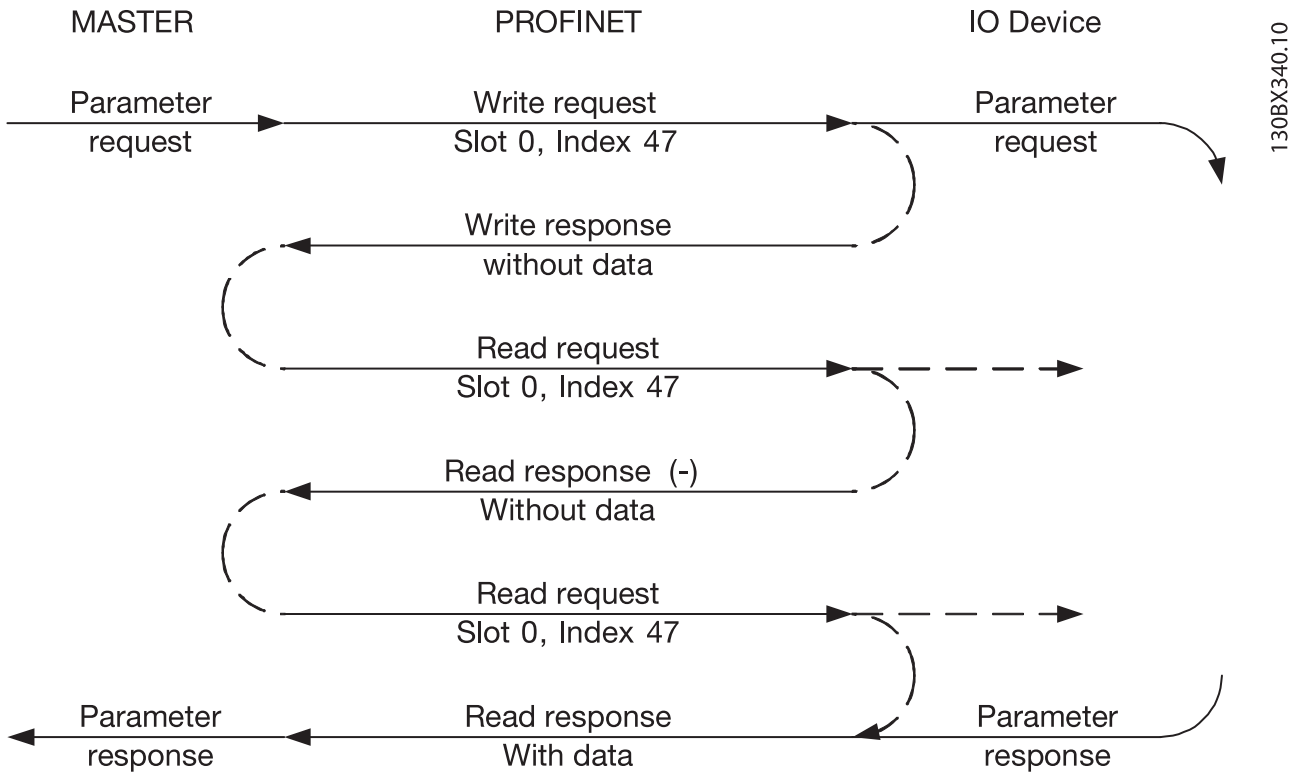 MASTER PROFINET IO Device
130BX340.10
Parameter Write request Parameter
request Slot 0, Index 47 request
Write response
without data
Read request
Slot 0, Index 47
Read response (-)
Without data
Read request
Slot 0, Index 47
Parameter Read response Parameter
response With data response